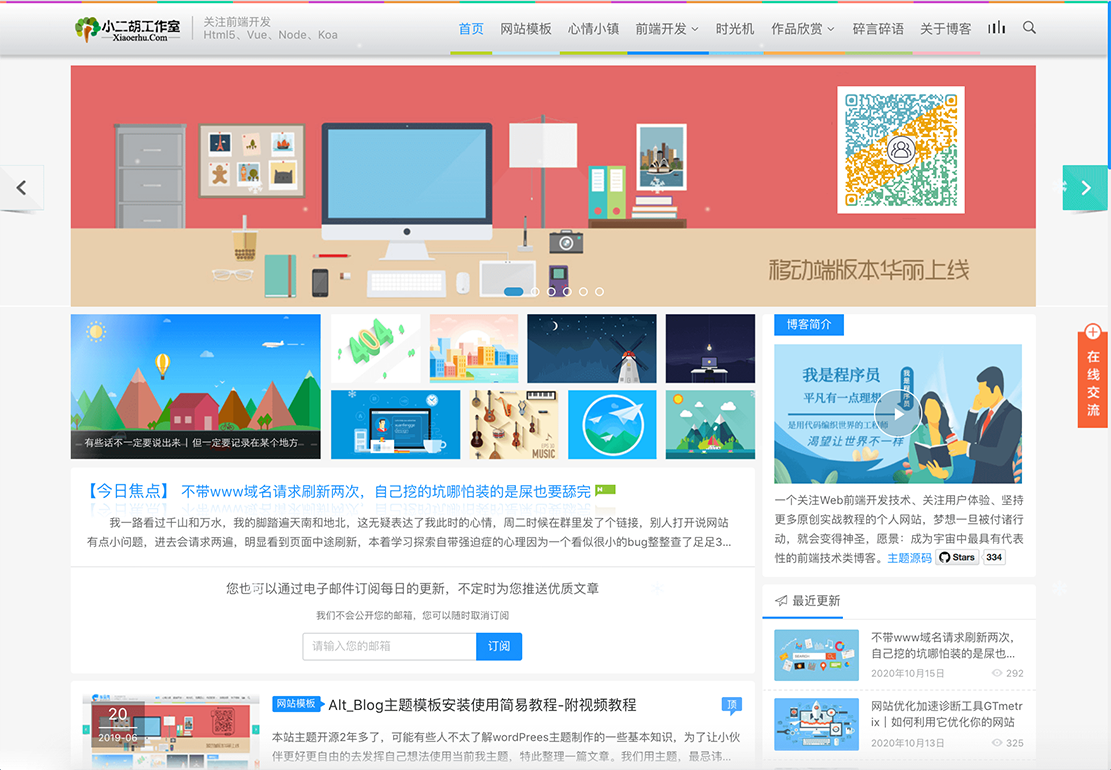 小二胡工作室
Xiaoerhu.Com
关注前端开发
Html5、Vue、Node、Koa
首页 网站模板 心情小镇 前端开发 时光机 作品欣赏 碎言碎语 关于博客
移动端版本华丽上线
在线交流
404
MUSIC
... 有些话不一定要说出来 | 但一定要记录在某个地方...
博客简介
我是程序员
平凡有一点理想
是用代码编织世界的工程师
渴望让世界不一样
我是程序员
一个关注Web前端开发技术、关注用户体验、坚持
更多原创实战教程的个人网站，梦想一旦被付诸行
动，就会变得神圣，愿景：成为宇宙中最具有代表
性的前端技术类博客。主题源码 Stars 334
【今日焦点】 不带www域名请求刷新两次，自己挖的坑哪怕装的是屎也要舔完
我一路看过千山和万水，我的脚踏遍天南和地北，这无疑表达了我此时的心情，周二时候在群里发了个链接，别人打开说网站
有点小问题，进去会请求两遍，明显看到页面中途刷新，本着学习探索自带强迫症的心理因为一个看似很小的bug整整查了足足3...
您也可以通过电子邮件订阅每日的更新，不定时为您推送优质文章
我们不会公开您的邮箱，您可以随时取消订阅
请输入您的邮箱 订阅
最近更新
不带www域名请求刷新两次，
自己挖的坑哪怕装的是屎也...
2020年10月15日 292
网站优化加速诊断工具GTmetr
ix | 如何利用它优化你的网站
2020年10月13日 325
20
2019-06
网站模板 Alt_Blog主题模板安装使用简易教程-附视频教程 顶
本站主题开源2年多了，可能有些人不太了解wordPrees主题制作的一些基本知识，为了让小伙
伴更好更自由的去发挥自己想法使用当前我主题，特此整理一篇文章。我们用主题，最忌讳...